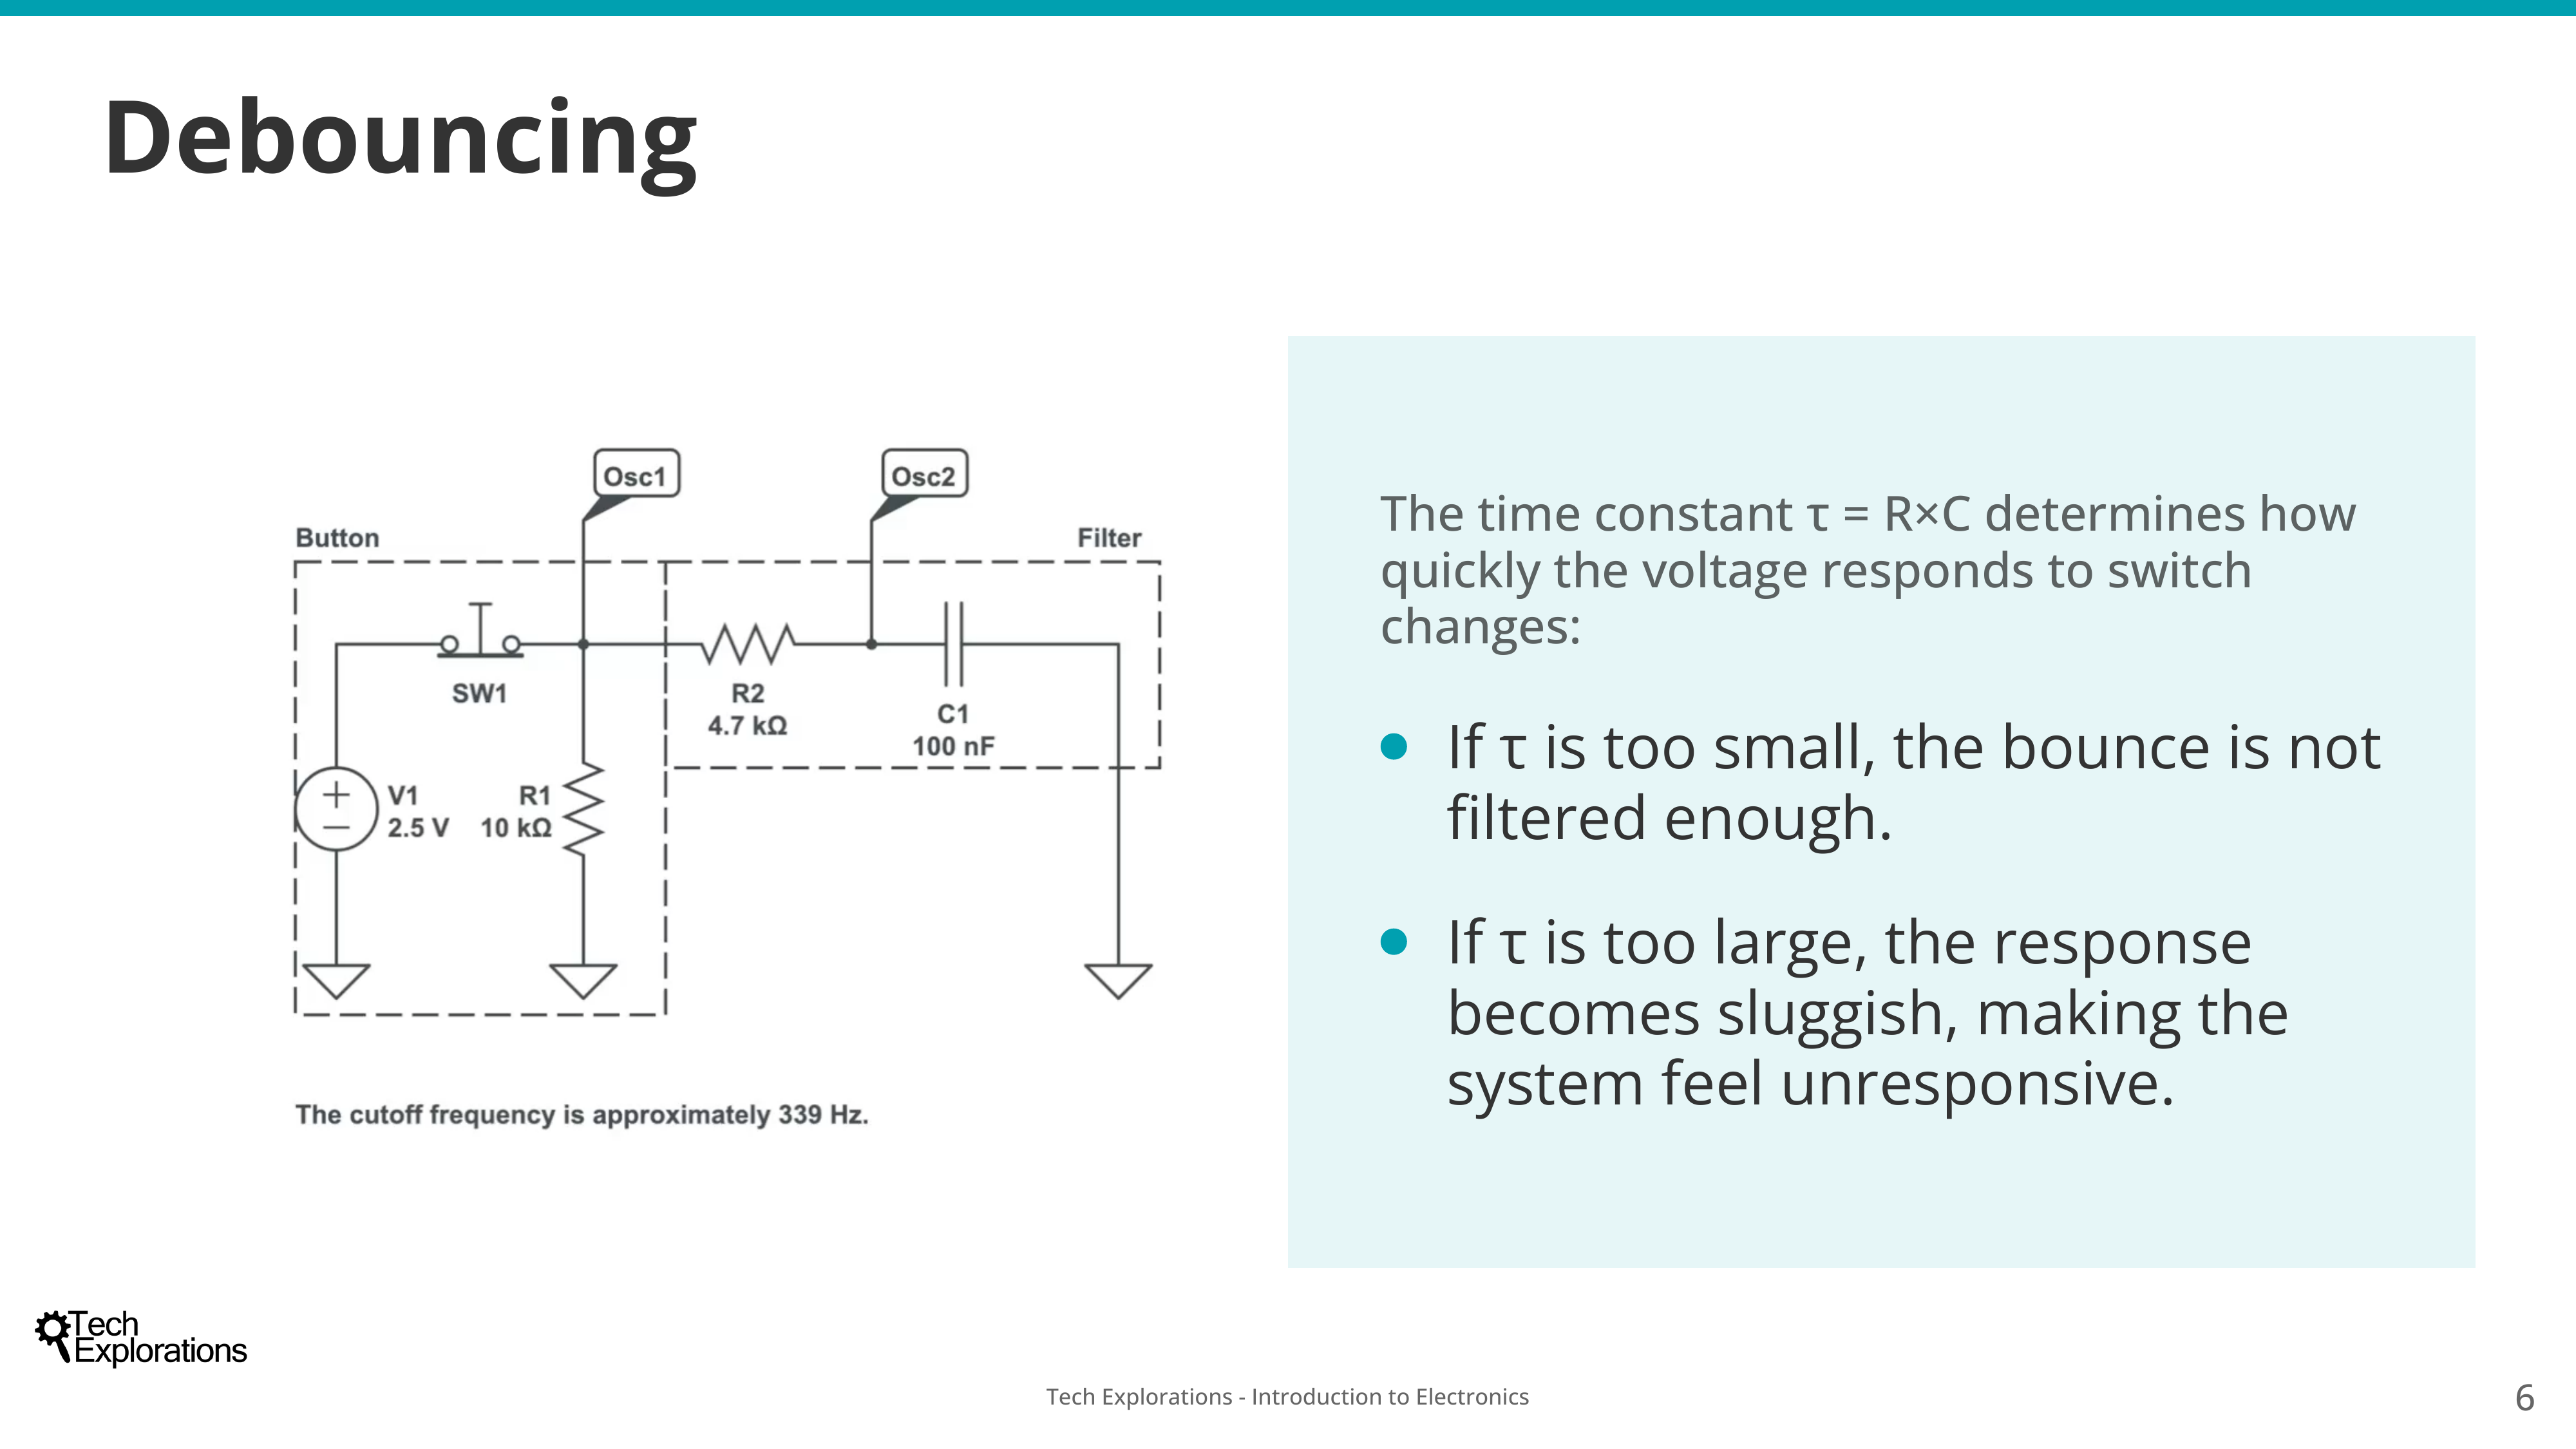 Debouncing
Osc1
Osc2
Button
Filter
SW1
R2
4.7 kΩ
C1
100 nF
V1
2.5 V
R1
10 kΩ
The cutoff frequency is approximately 339 Hz.
The time constant τ = R×C determines how
quickly the voltage responds to switch
changes:
If τ is too small, the bounce is not
filtered enough.
If τ is too large, the response
becomes sluggish, making the
system feel unresponsive.
Tech
Explorations
Tech Explorations - Introduction to Electronics
6